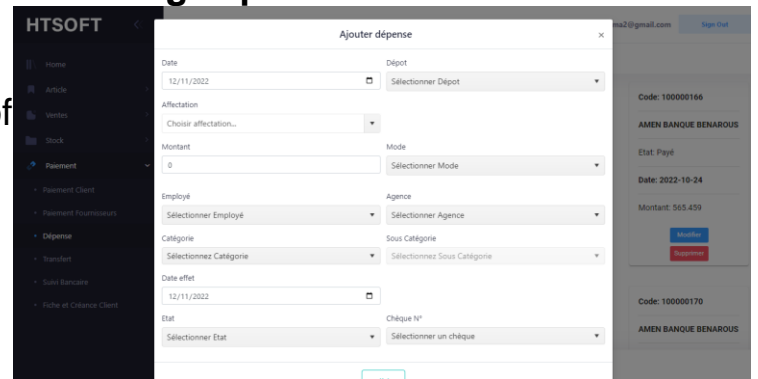 HTSOFT
Home
Article
Ventes
Stock
Paiement
Paiement Client
Paiement Fournisseurs
Dépense
Transfert
Suivi Bancaire
Fiche et Créance Client
Ajouter dépense ×
Date Dépot
12/11/2022 Sélectionner Dépot
Affectation
Choisir affectation...
Montant Mode
0 Sélectionner Mode
Employé Agence
Sélectionner Employé Sélectionner Agence
Catégorie Sous Catégorie
Sélectionnez Catégorie Sélectionnez Sous Catégorie
Date effet
12/11/2022
Etat Chèque N°
Sélectionner Etat Sélectionner un chèque
ma2@gmail.com Sign Out
Code: 100000166
AMEN BANQUE BENAROUS
Etat: Payé
Date: 2022-10-24
Montant: 565.459
Modifier
Supprimer
Code: 100000170
AMEN BANQUE BENAROUS